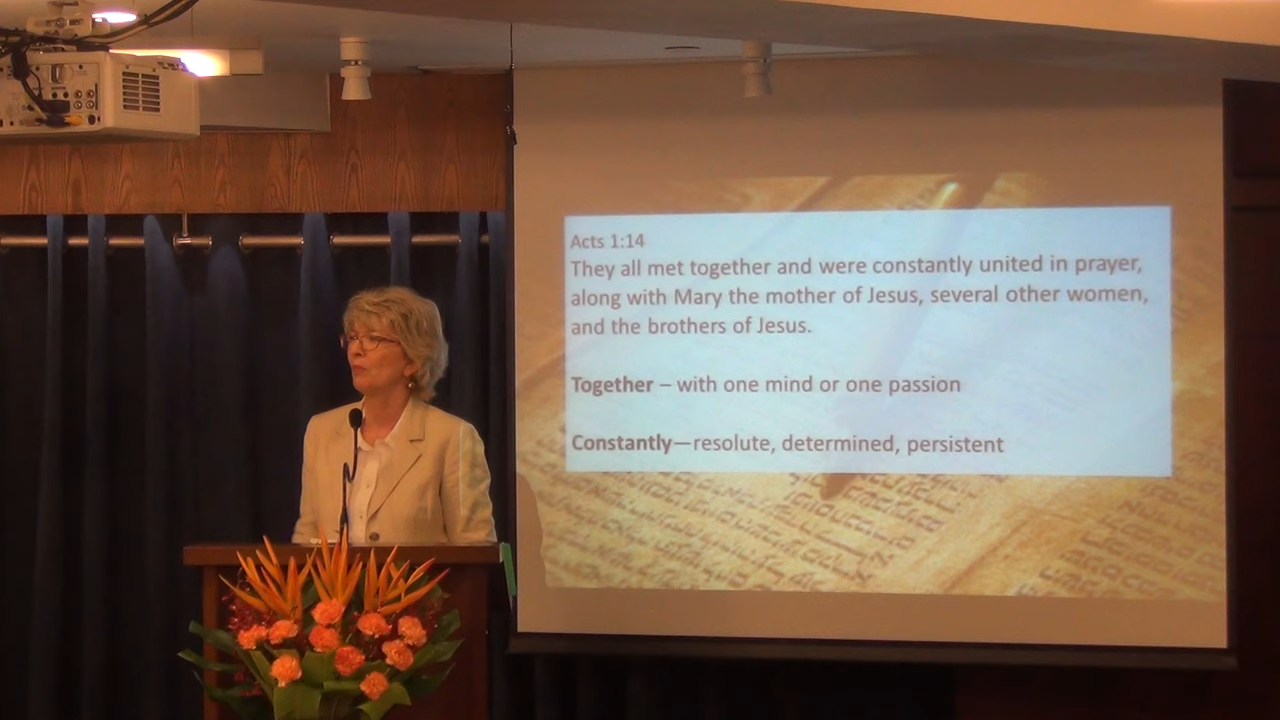 Acts 1:14
They all met together and were constantly united in prayer,
along with Mary the mother of Jesus, several other women,
and the brothers of Jesus.
Together – with one mind or one passion
Constantly—resolute, determined, persistent